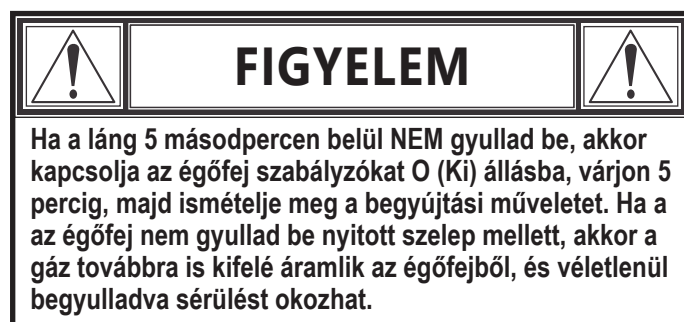 FIGYELEM
Ha a láng 5 másodpercen belül NEM gyullad be, akkor
kapcsolja az égőfej szabályzókat O (Ki) állásba, várjon 5
percig, majd ismételje meg a begyújtási műveletet. Ha a
az égőfej nem gyullad be nyitott szelep mellett, akkor a
gáz továbbra is kifelé áramlik az égőfejből, és véletlenül
begyulladva sérülést okozhat.